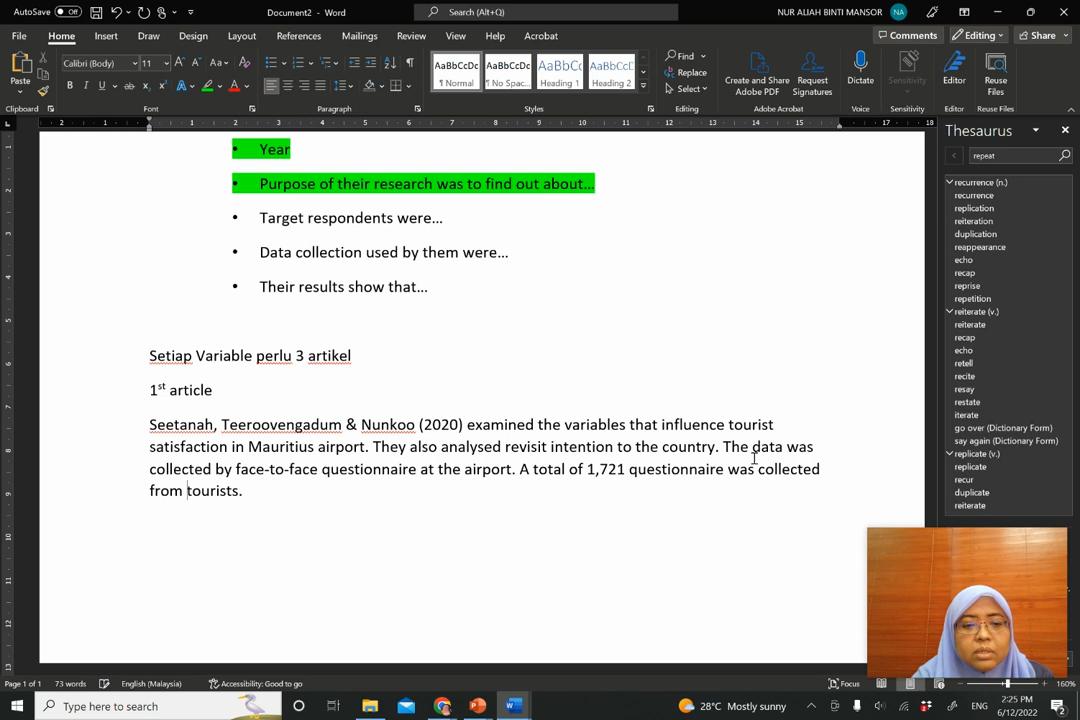 AutoSave Off Document2 - Word Search (Alt+Q) NUR ALIAH BINTI MANSOR NA
File Home Insert Draw Design Layout References Mailings Review View Help Acrobat Comments Editing Share
Paste Calibri (Body) 11 Find Replace Select
AaBbCcDc ¶ Normal AaBbCcDc ¶ No Spac... AaBbCc Heading 1 AaBbCcC Heading 2
Create and Share Adobe PDF Request Signatures Dictate Sensitivity Editor Reuse Files
Clipboard Font Paragraph Styles Editing Adobe Acrobat Voice Sensitivity Editor Reuse Files
• Year
• Purpose of their research was to find out about...
• Target respondents were...
• Data collection used by them were...
• Their results show that...
Setiap Variable perlu 3 artikel
1st article
Seetanah, Teeroovengadum & Nunkoo (2020) examined the variables that influence tourist
satisfaction in Mauritius airport. They also analysed revisit intention to the country. The data was
collected by face-to-face questionnaire at the airport. A total of 1,721 questionnaire was collected
from tourists.
Thesaurus
repeat
recurrence (n.)
recurrence
replication
reiteration
duplication
reappearance
echo
recap
reprise
repetition
reiterate (v.)
reiterate
recap
echo
retell
recite
resay
restate
iterate
go over (Dictionary Form)
say again (Dictionary Form)
replicate (v.)
replicate
recur
duplicate
reiterate
Page 1 of 1 73 words English (Malaysia) Accessibility: Good to go Focus 160%
Type here to search 28°C Mostly sunny ENG 2:25 PM
6/12/2022